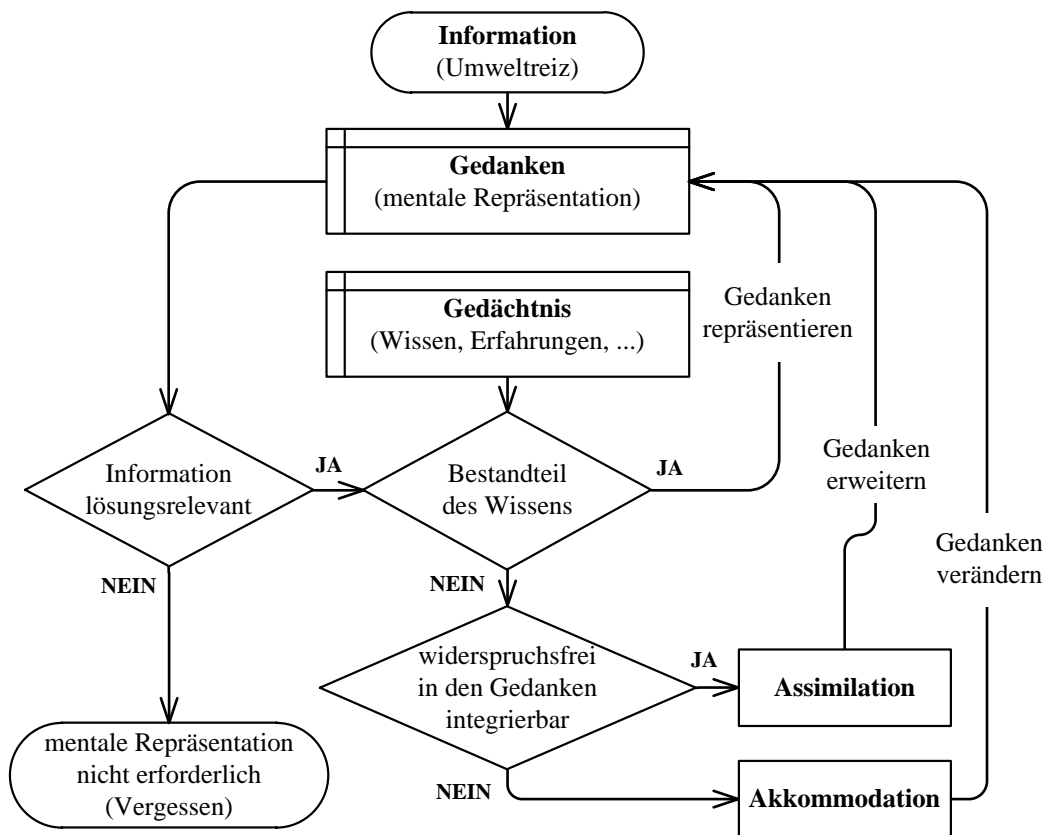 Information
(Umweltreiz)
Gedanken
(mentale Repräsentation)
Gedächtnis
(Wissen, Erfahrungen, ...)
Gedanken
repräsentieren
Information
lösungsrelevant
JA
Bestandteil
des Wissens
JA
Gedanken
erweitern
Gedanken
verändern
NEIN
NEIN
widerspruchsfrei
in den Gedanken
integrierbar
JA
Assimilation
mentale Repräsentation
nicht erforderlich
(Vergessen)
NEIN
Akkommodation